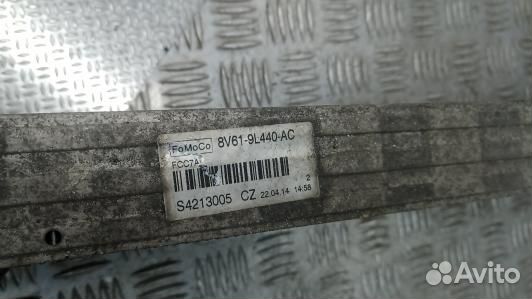 FoMoCo 8V61-9L440-AC
FCC7A
S4213005 CZ 22.04.14 14:58
2
Avito